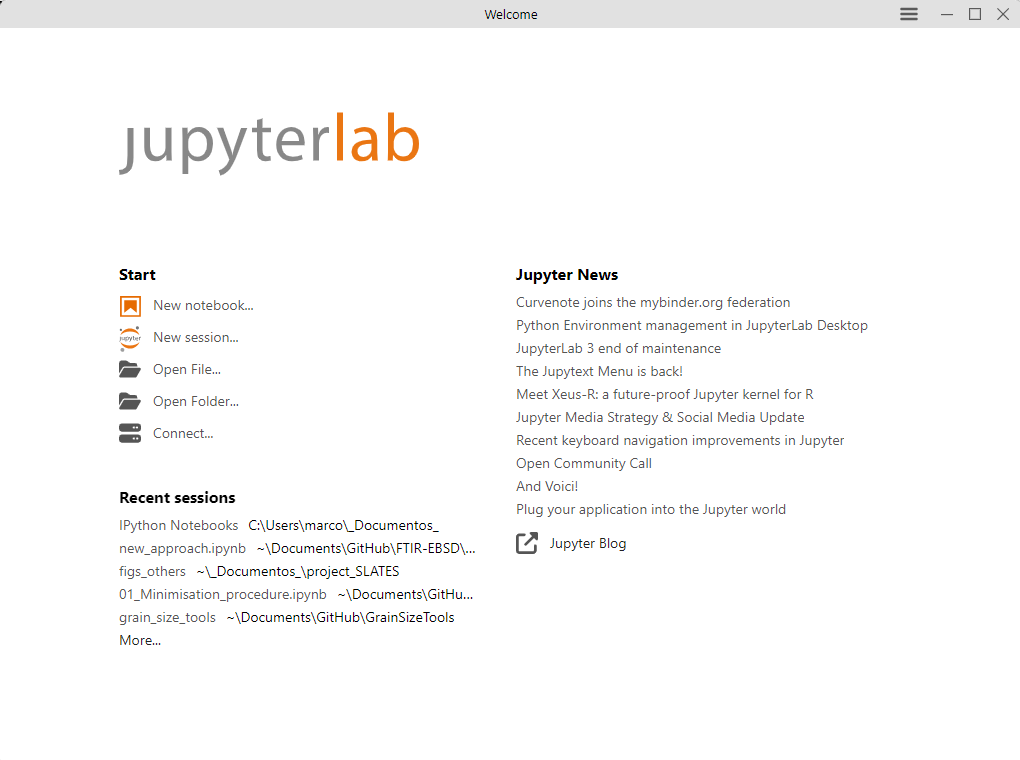 Welcome
jupyterlab
Start
New notebook...
jupyter
New session...
Open File...
Open Folder...
Connect...
Recent sessions
IPython Notebooks C:\Users\marco\_Documentos_
new_approach.ipynb ~\Documents\GitHub\FTIR-EBSD\...
figs_others ~\_Documentos_\project_SLATES
01_Minimisation_procedure.ipynb ~\Documents\GitHu...
grain_size_tools ~\Documents\GitHub\GrainSizeTools
More...
Jupyter News
Curvenote joins the mybinder.org federation
Python Environment management in JupyterLab Desktop
JupyterLab 3 end of maintenance
The Jupytext Menu is back!
Meet Xeus-R: a future-proof Jupyter kernel for R
Jupyter Media Strategy & Social Media Update
Recent keyboard navigation improvements in Jupyter
Open Community Call
And Voici!
Plug your application into the Jupyter world
Jupyter Blog